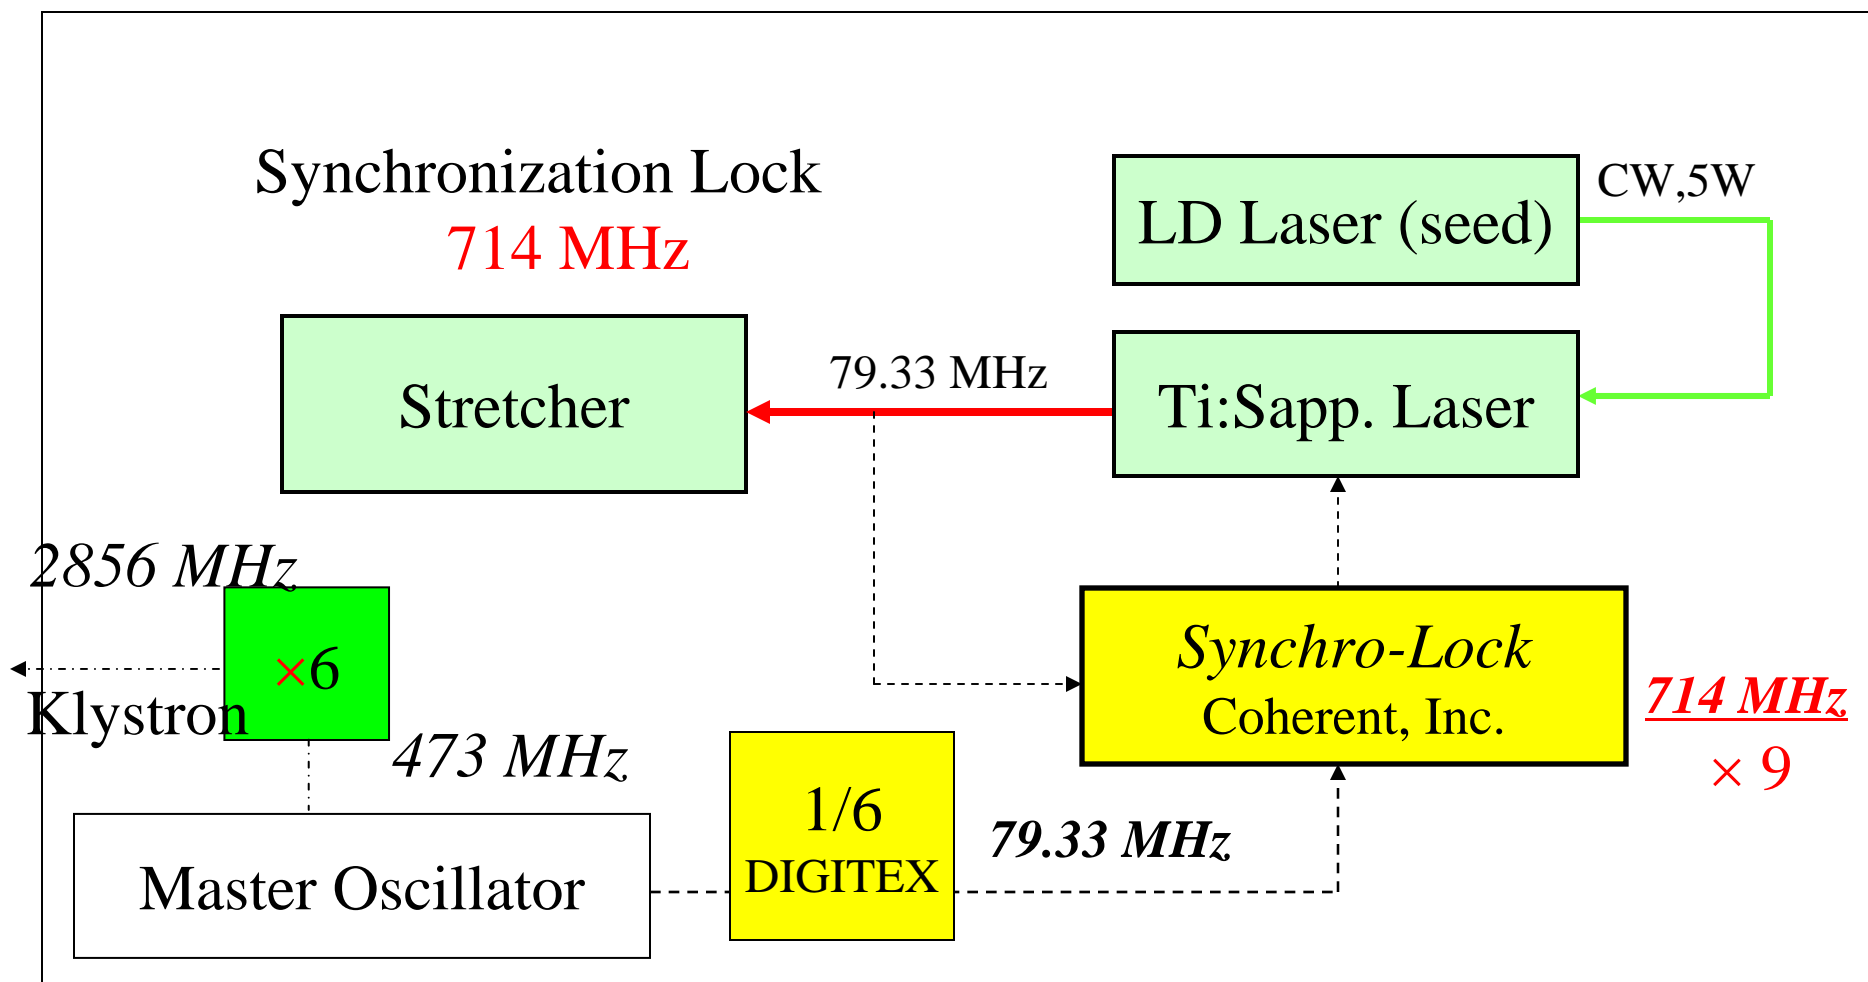 Synchronization Lock
714 MHz
LD Laser (seed)
CW,5W
Stretcher
79.33 MHz
Ti:Sapp. Laser
2856 MHz
×6
Klystron
473 MHz
Synchro-Lock
Coherent, Inc.
714 MHz
× 9
1/6
DIGITEX
79.33 MHz
Master Oscillator